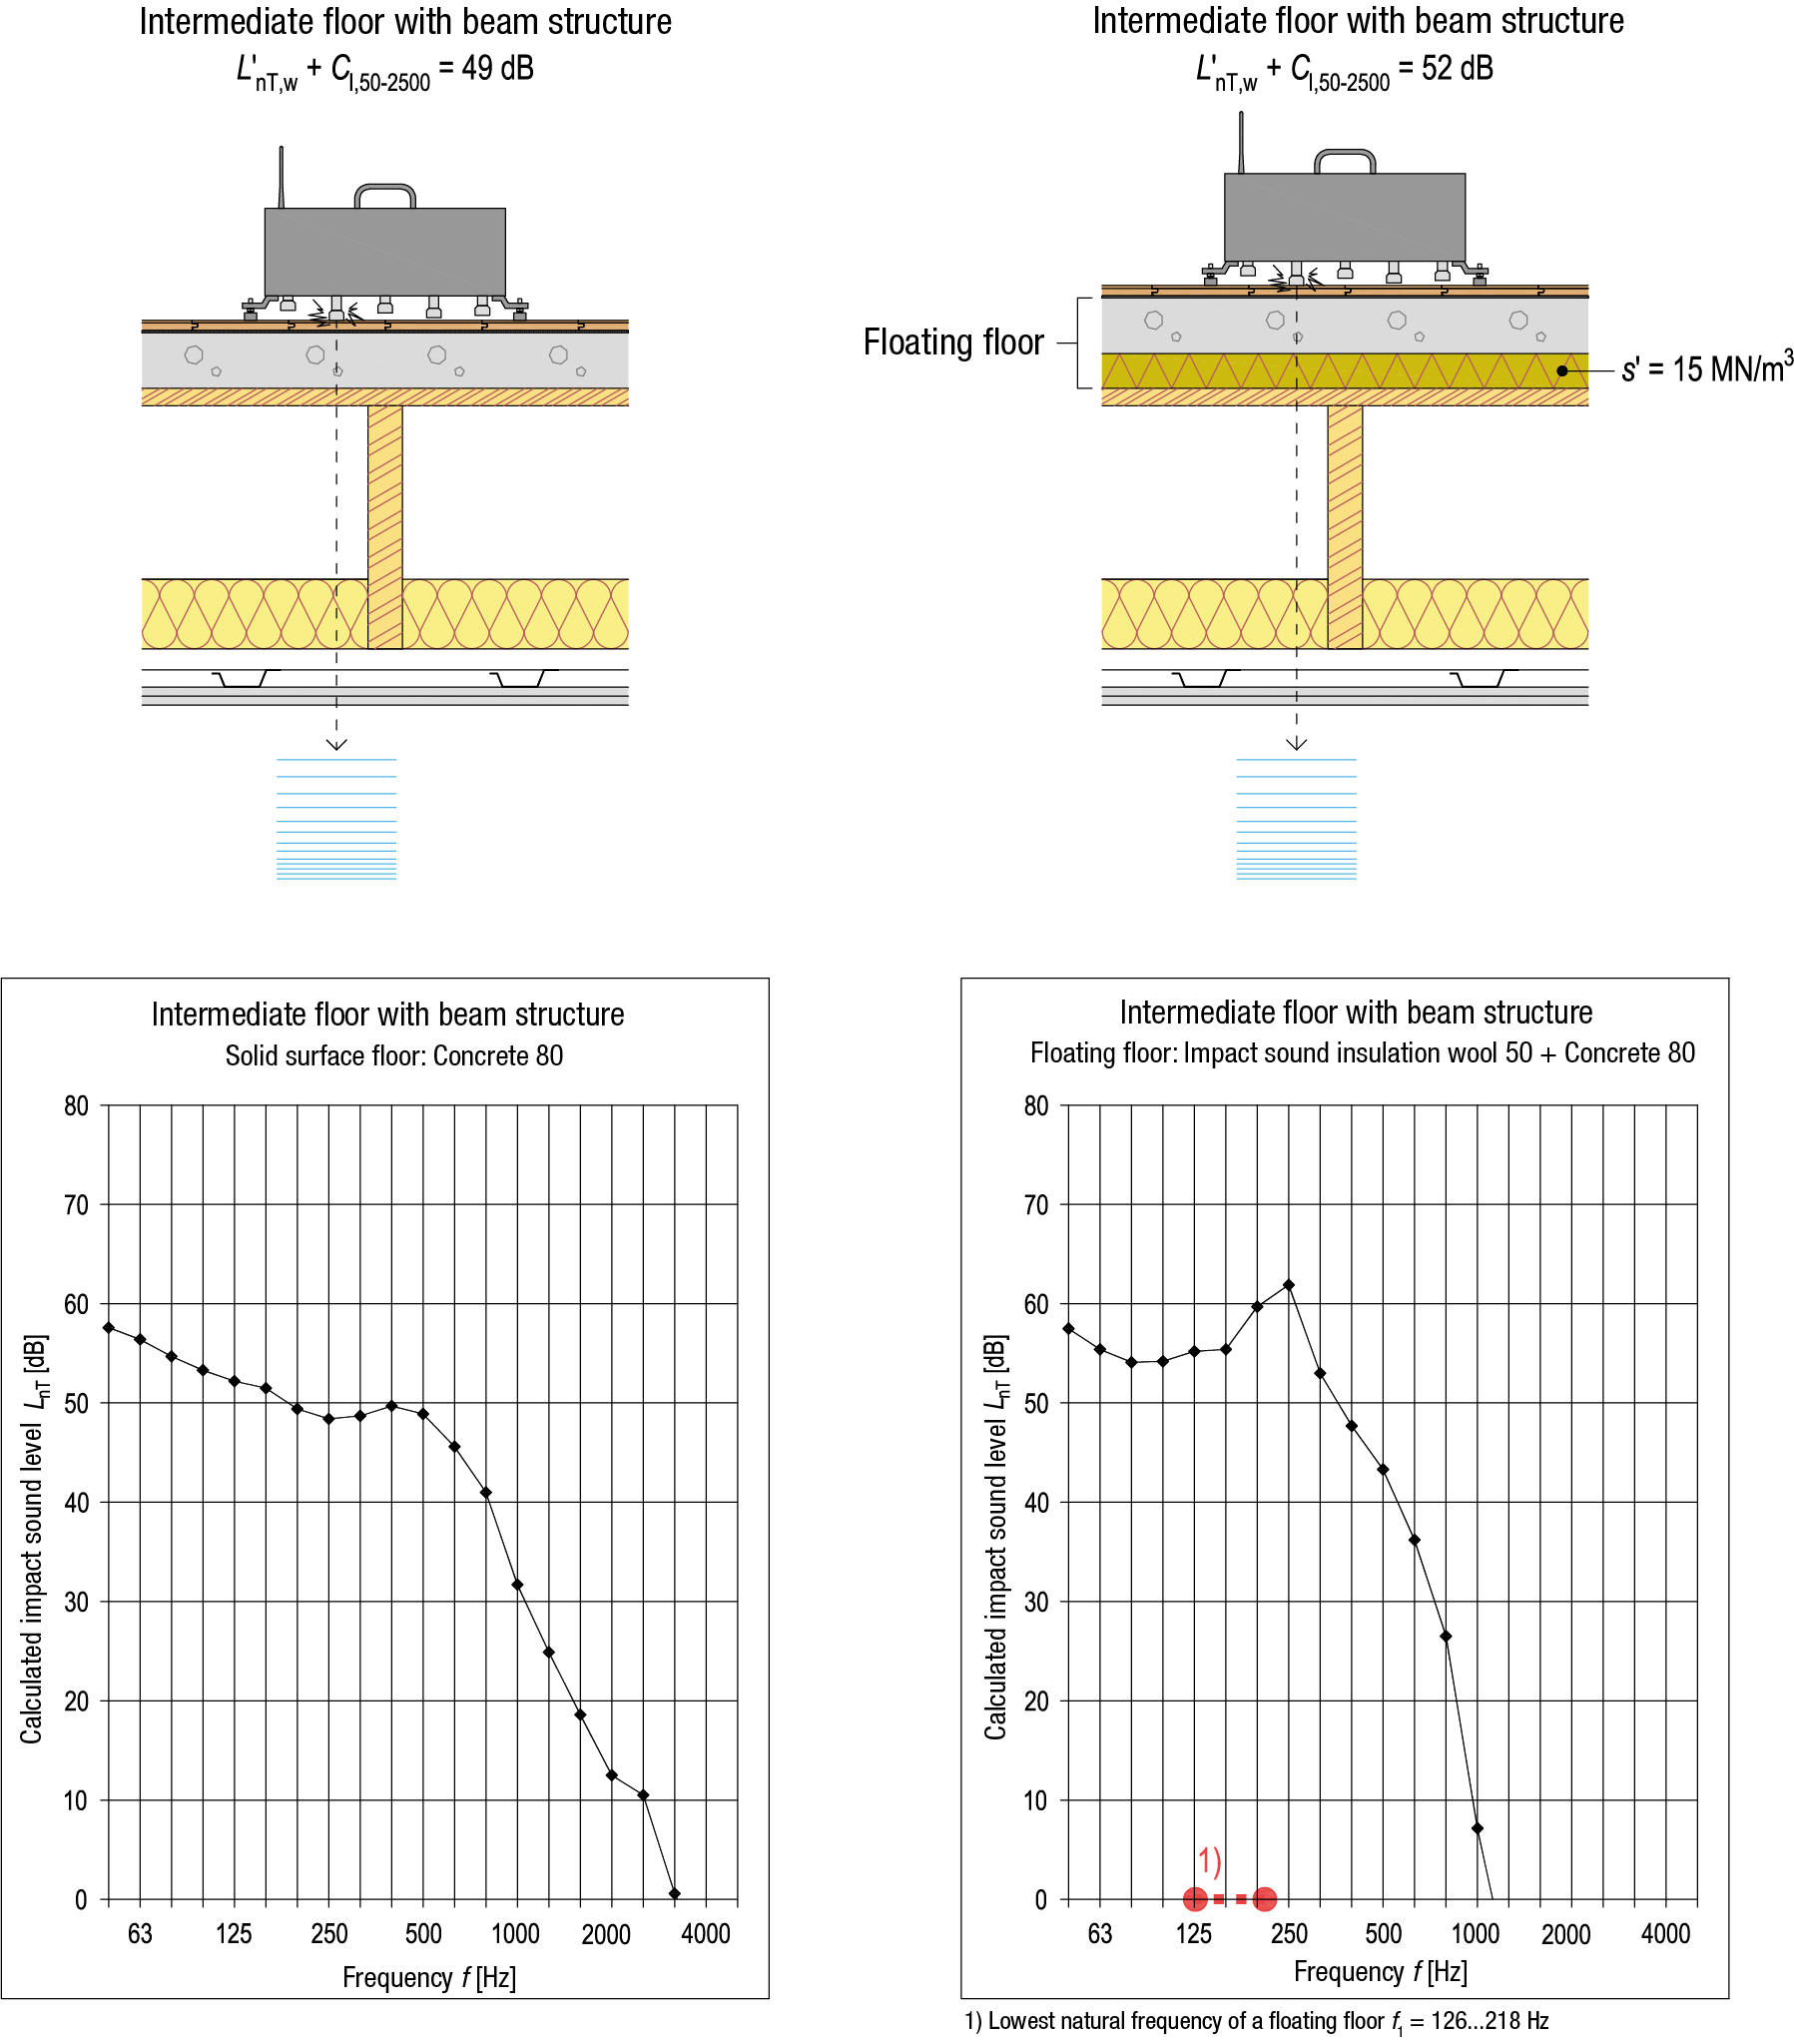 Intermediate floor with beam structure
L'nT,w + CI,50-2500 = 49 dB
Intermediate floor with beam structure
L'nT,w + CI,50-2500 = 52 dB
Floating floor
s' = 15 MN/m³
Intermediate floor with beam structure
Solid surface floor: Concrete 80
Calculated impact sound level LnT [dB]
80
70
60
50
40
30
20
10
0
63 125 250 500 1000 2000 4000
Frequency f [Hz]
Intermediate floor with beam structure
Floating floor: Impact sound insulation wool 50 + Concrete 80
Calculated impact sound level LnT [dB]
80
70
60
50
40
30
20
10
0
1)
63 125 250 500 1000 2000 4000
Frequency f [Hz]
1) Lowest natural frequency of a floating floor f1 = 126...218 Hz